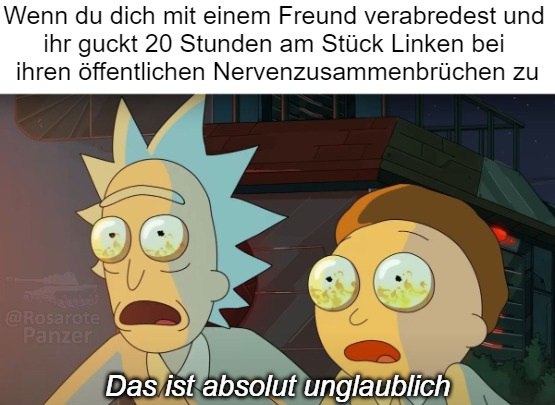 Wenn du dich mit einem Freund verabredest und
ihr guckt 20 Stunden am Stück Linken bei
ihren öffentlichen Nervenzusammenbrüchen zu
@Rosarote
Panzer
Das ist absolut unglaublich